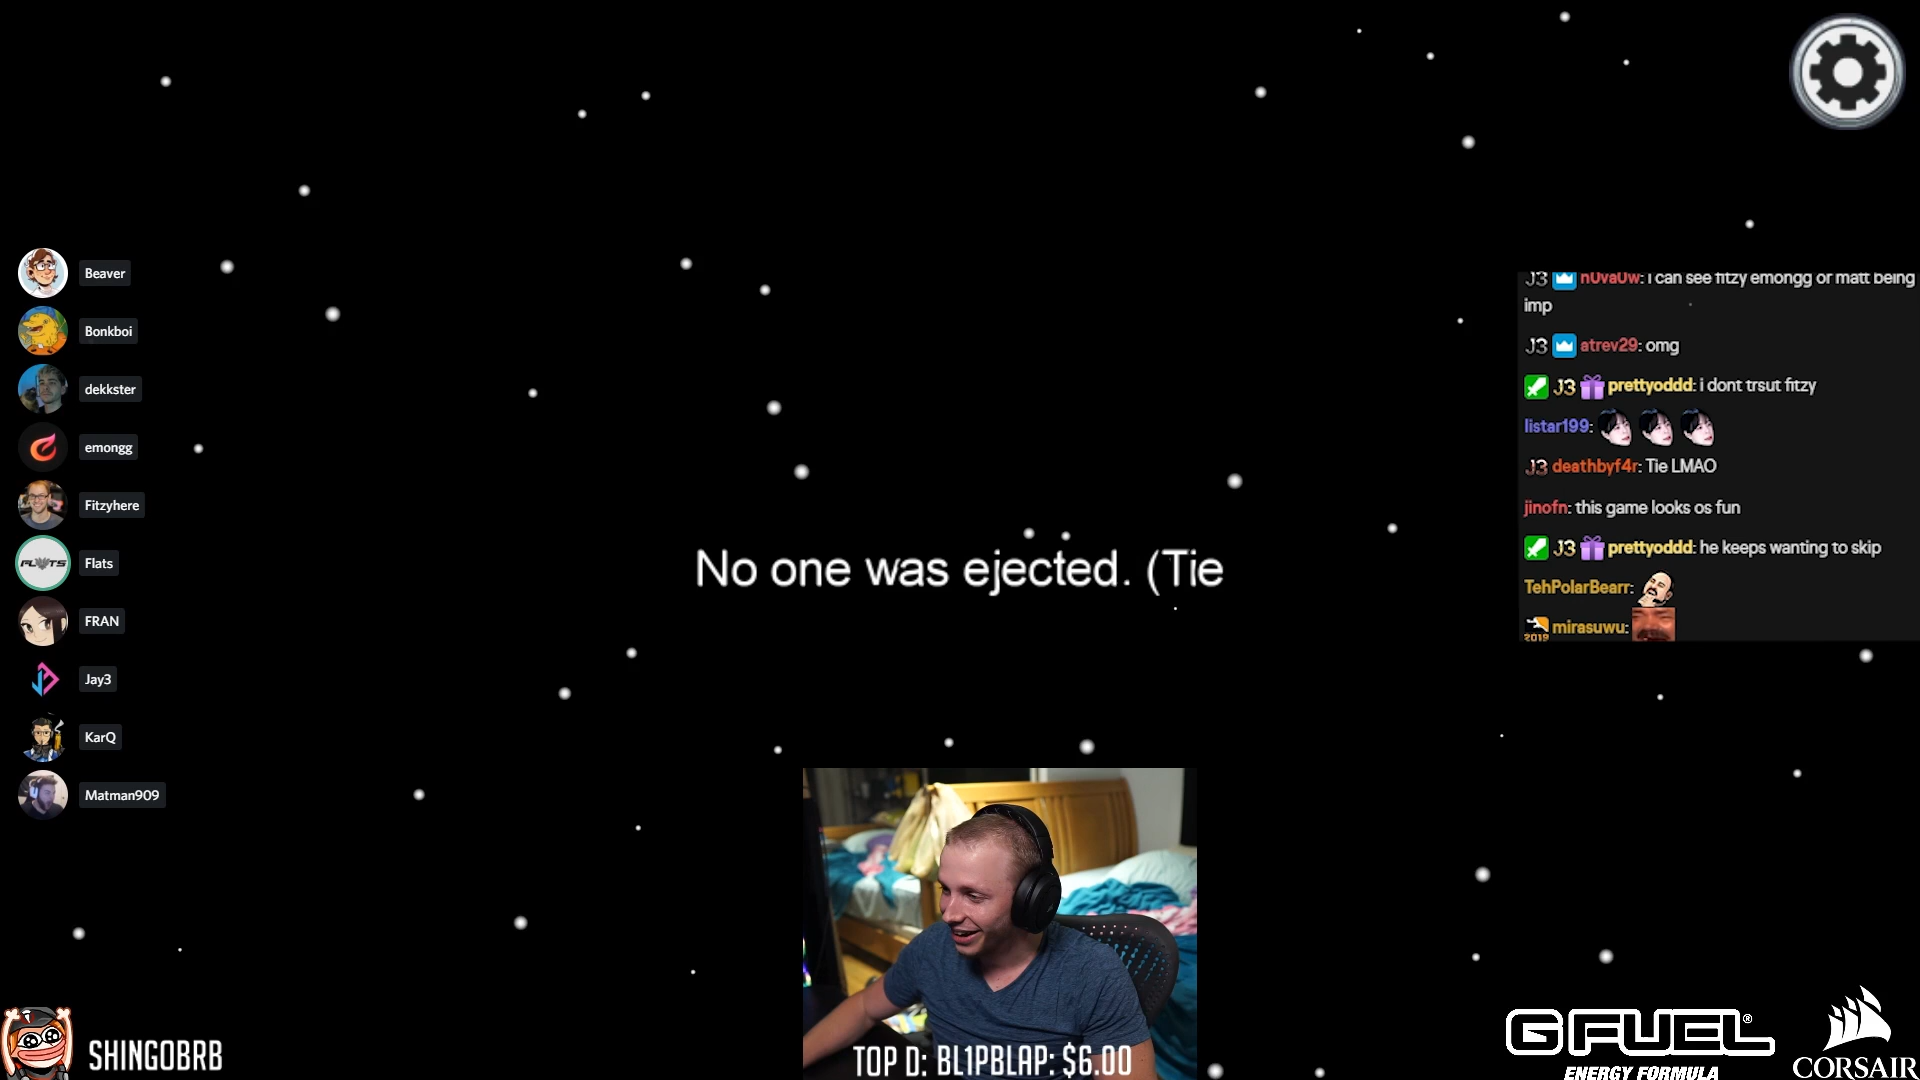 Beaver
Bonkboi
dekkster
emongg
Fitzyhere
FLATS
Flats
FRAN
Jay3
KarQ
Matman909
No one was ejected. (Tie
J3 n0va0w: i can see fitzy emongg or matt being
imp
J3 atrev29: omg
J3 prettyoddd: i dont trsut fitzy
listar199:
J3 deathbyf4r: Tie LMAO
jinofn: this game looks os fun
J3 prettyoddd: he keeps wanting to skip
TehPolarBearr:
2019 mirasuwu:
SHINGOBRB
TOP D: BL1PBLAP: $6.00
G FUEL®
ENERGY FORMULA
CORSAIR